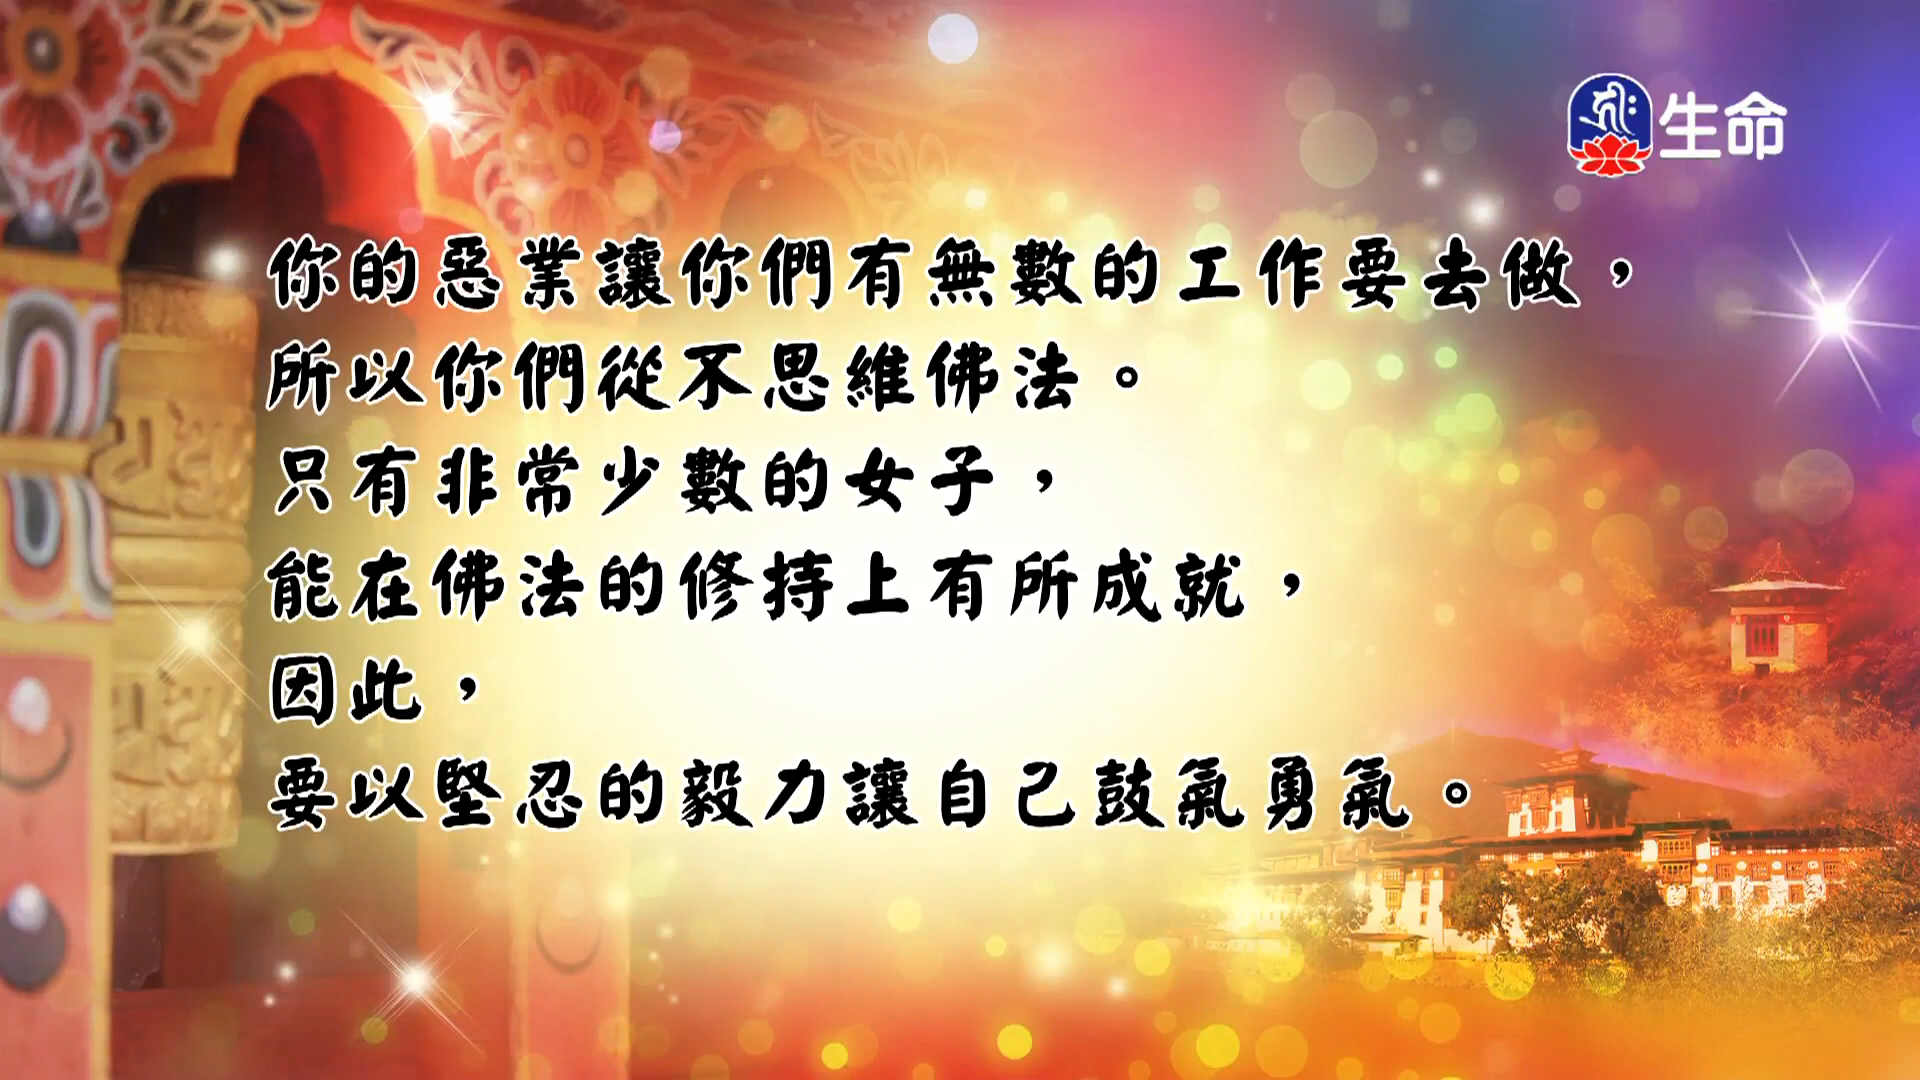 生命
你的惡業讓你們有無數的工作要去做，
所以你們從不思維佛法。
只有非常少數的女子，
能在佛法的修持上有所成就，
因此，
要以堅忍的毅力讓自己鼓氣勇氣。